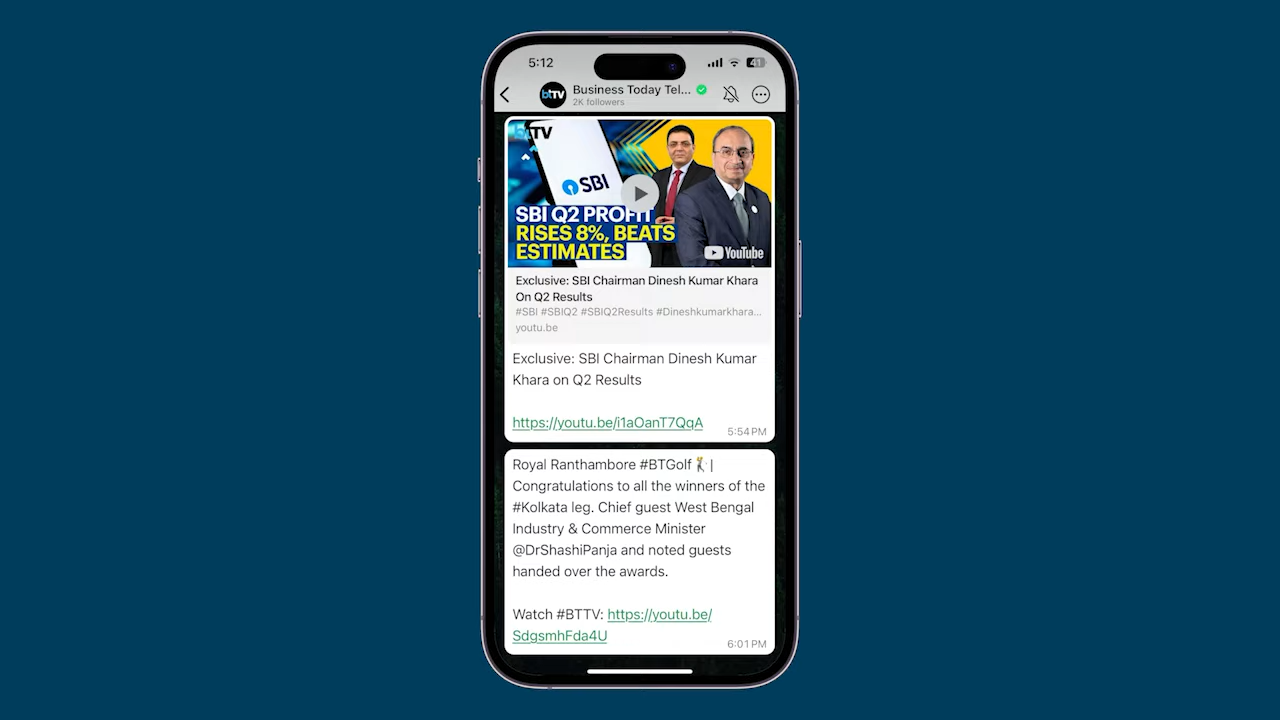 5:12
41
btTV
Business Today Tel...
2K followers
btTV
SBI
SBI Q2 PROFIT
RISES 8%, BEATS
ESTIMATES
YouTube
Exclusive: SBI Chairman Dinesh Kumar Khara
On Q2 Results
#SBI #SBIQ2 #SBIQ2Results #Dineshkumarkhara...
youtu.be
Exclusive: SBI Chairman Dinesh Kumar
Khara on Q2 Results
https://youtu.be/i1aOanT7QqA
5:54 PM
Royal Ranthambore #BTGolf🏌|
Congratulations to all the winners of the
#Kolkata leg. Chief guest West Bengal
Industry & Commerce Minister
@DrShashiPanja and noted guests
handed over the awards.
Watch #BTTV: https://youtu.be/
SdgsmhFda4U
6:01 PM